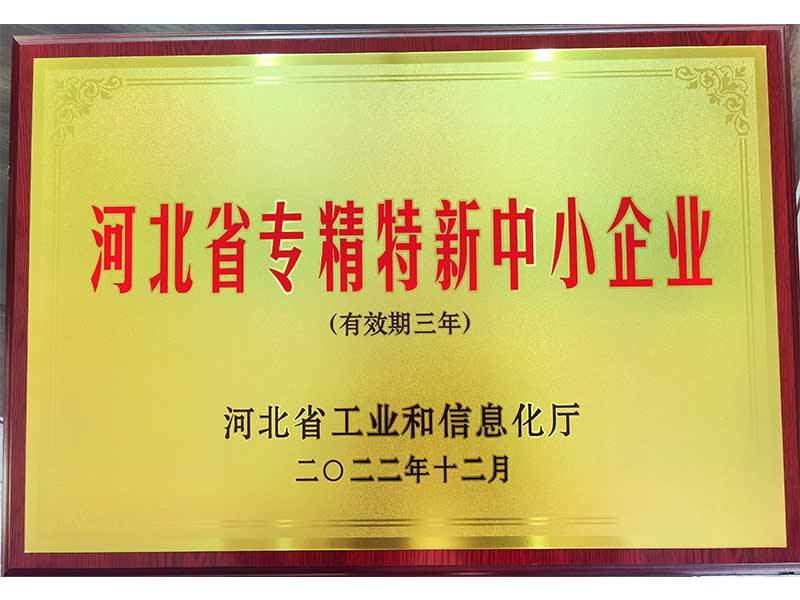 河北省专精特新中小企业
(有效期三年)
河北省工业和信息化厅
二〇二二年十二月